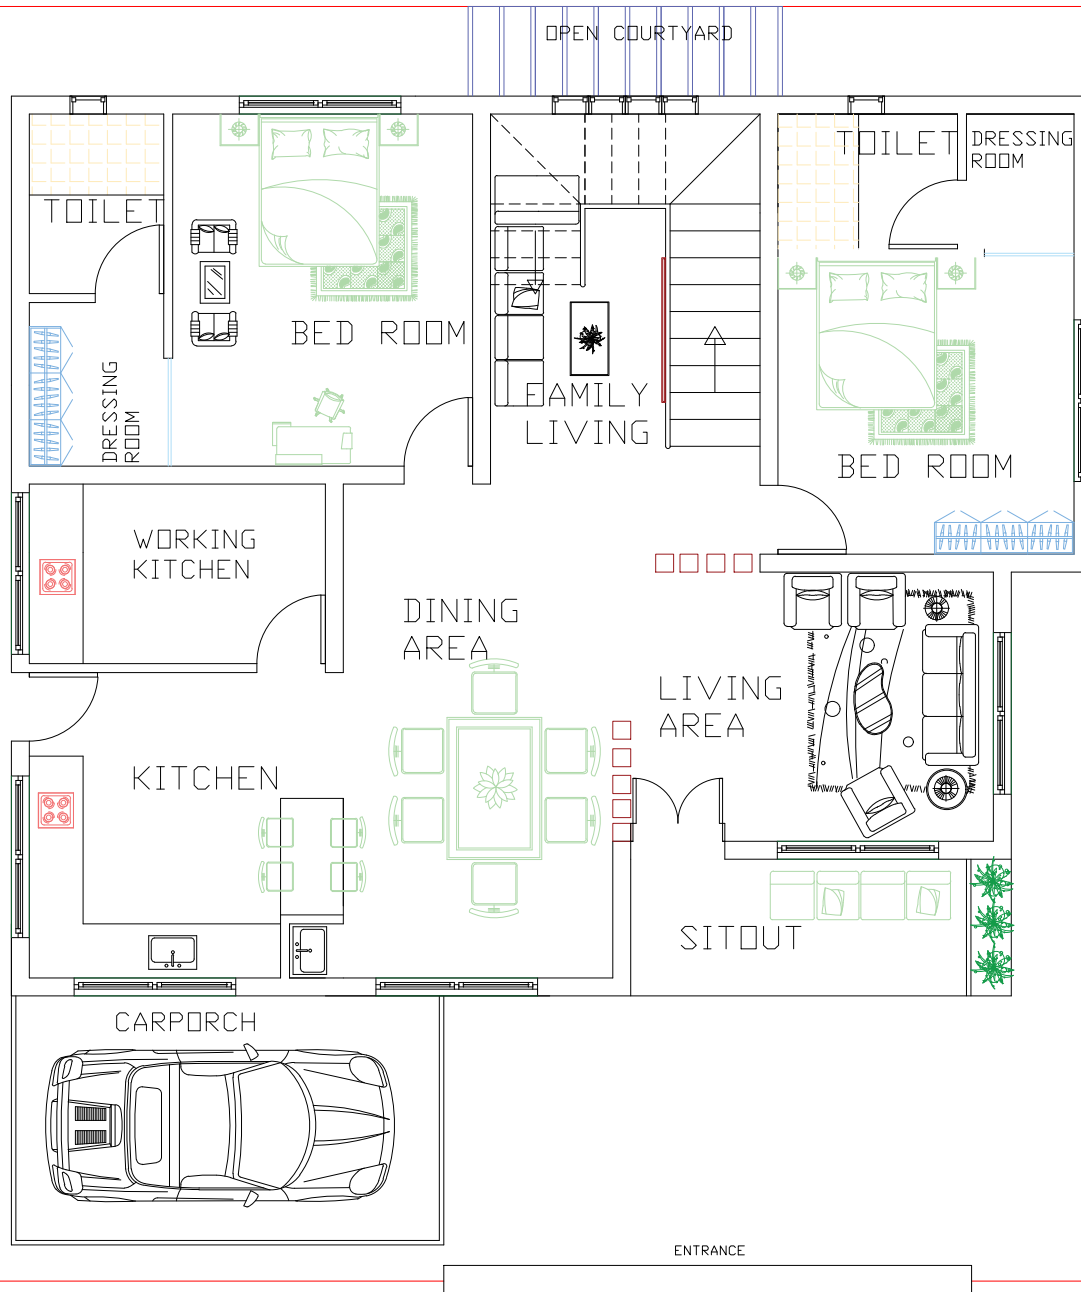 OPEN COURTYARD
TOILET
DRESSING
ROOM
TOILET
BED ROOM
DRESSING
ROOM
FAMILY
LIVING
BED ROOM
WORKING
KITCHEN
DINING
AREA
LIVING
AREA
KITCHEN
SITOUT
CARPORCH
ENTRANCE